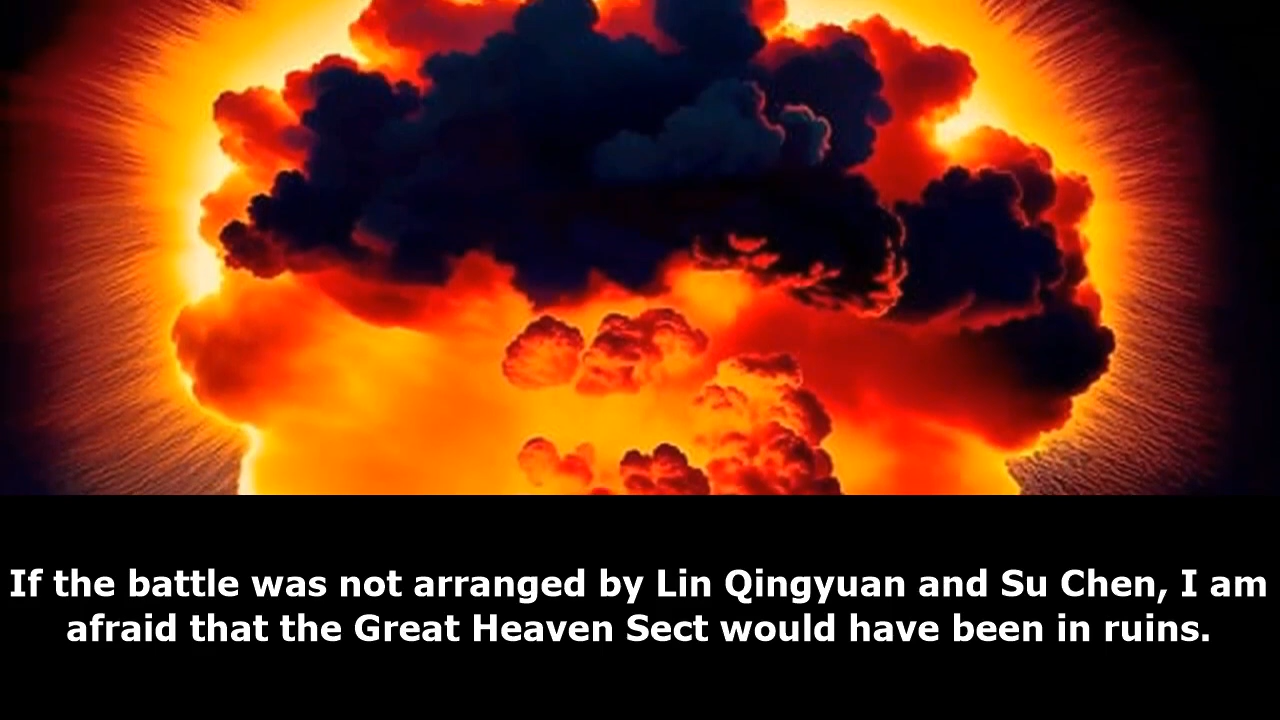 If the battle was not arranged by Lin Qingyuan and Su Chen, I am
afraid that the Great Heaven Sect would have been in ruins.